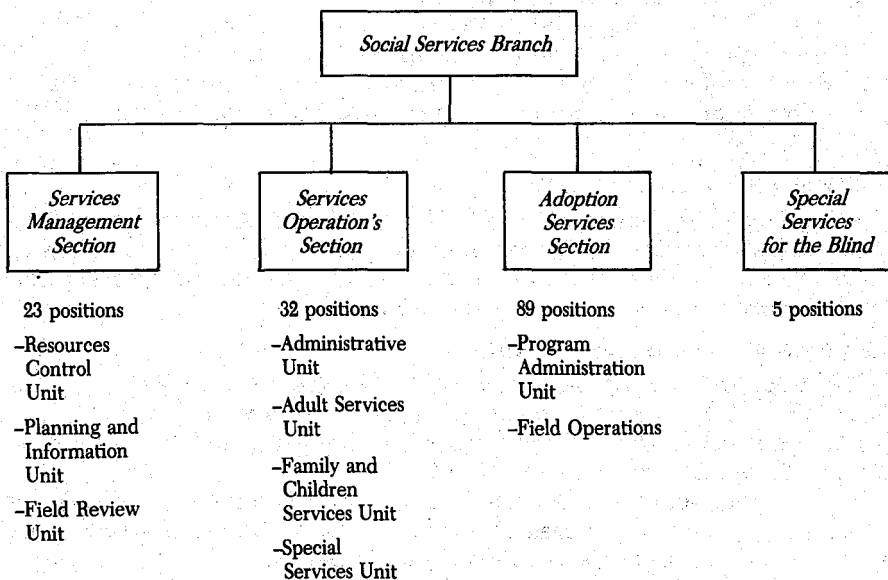 Social Services Branch
Services
Management
Section
Services
Operation's
Section
Adoption
Services
Section
Special
Services
for the Blind
23 positions
–Resources
Control
Unit
–Planning and
Information
Unit
–Field Review
Unit
32 positions
–Administrative
Unit
–Adult Services
Unit
–Family and
Children
Services Unit
–Special
Services Unit
89 positions
–Program
Administration
Unit
–Field Operations
5 positions